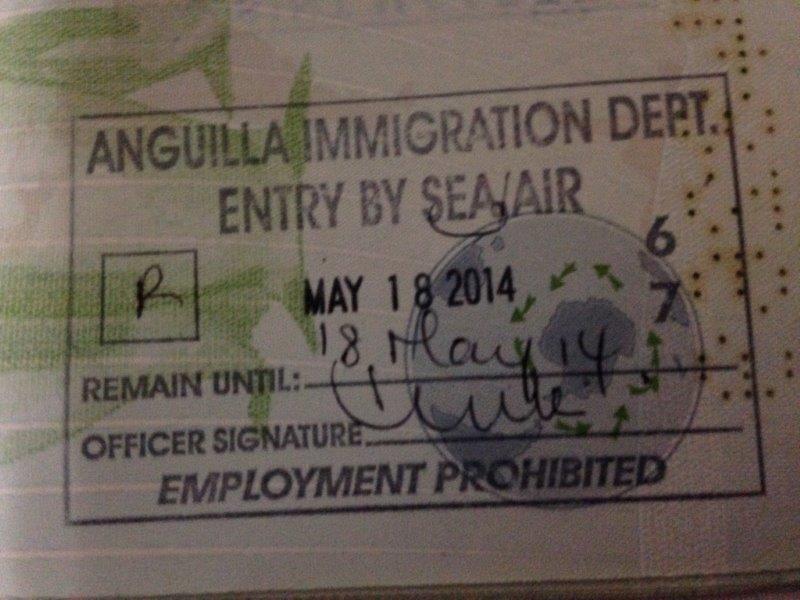 ANGUILLA IMMIGRATION DEPT.
ENTRY BY SEA/AIR
6
R
MAY 18 2014
7
18 May 14
REMAIN UNTIL:
OFFICER SIGNATURE
EMPLOYMENT PROHIBITED